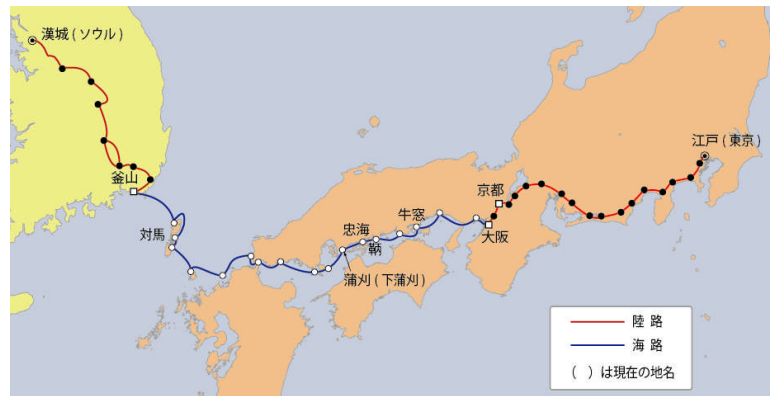 漢城(ソウル)
江戸(東京)
釜山
京都
牛窓
対馬
忠海
鞆
大阪
蒲刈(下蒲刈)
陸路
海路
( )は現在の地名